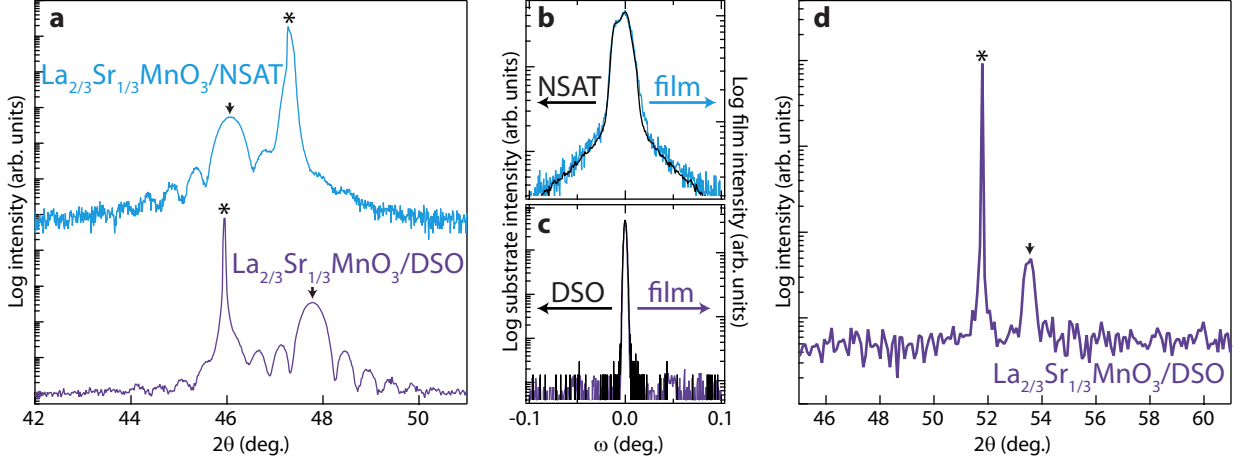 a
*
La2/3Sr1/3MnO3/NSAT
*
La2/3Sr1/3MnO3/DSO
Log intensity (arb. units)
42 44 46 48 50
2θ (deg.)
b
NSAT film
c
DSO film
Log substrate intensity (arb. units)
Log film intensity (arb. units)
-0.1 0.0 0.1
ω (deg.)
d
*
La2/3Sr1/3MnO3/DSO
Log intensity (arb. units)
46 48 50 52 54 56 58 60
2θ (deg.)